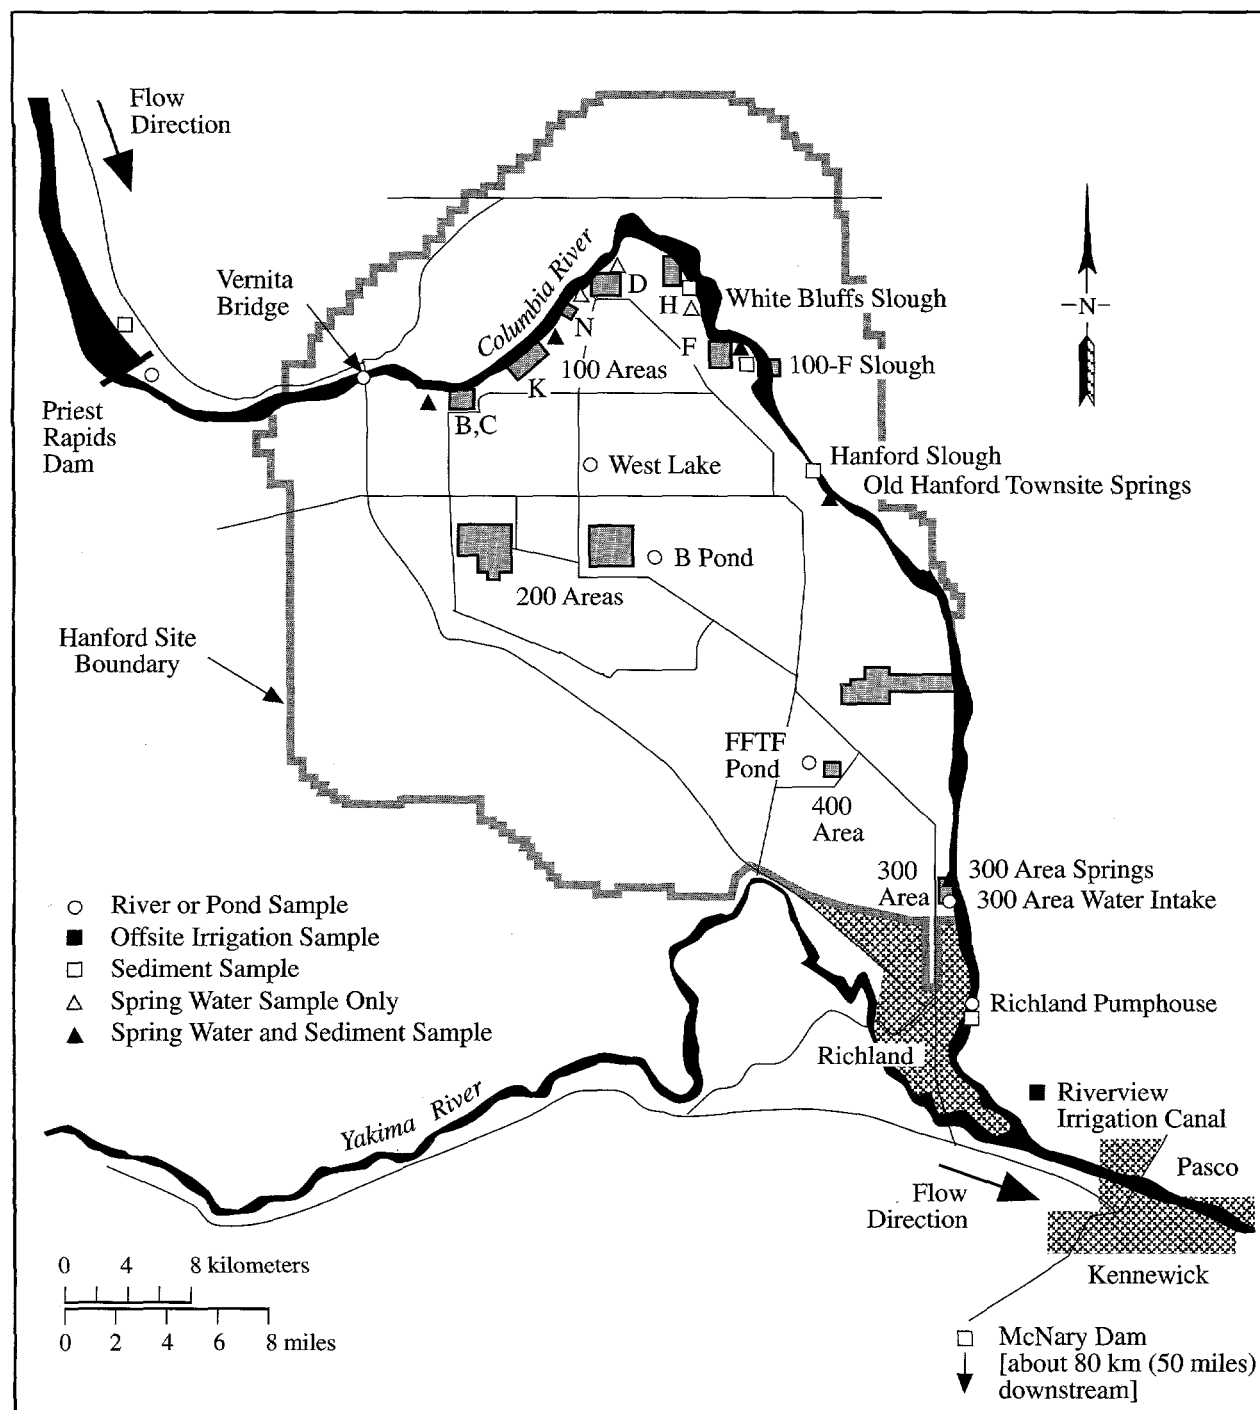 Flow
Direction
Vernita
Bridge
Columbia River
D
H
White Bluffs Slough
N
N
F
100-F Slough
100 Areas
K
B,C
Priest
Rapids
Dam
West Lake
Hanford Slough
Old Hanford Townsite Springs
B Pond
200 Areas
Hanford Site
Boundary
FFTF
Pond
400
Area
300
Area
300 Area Springs
300 Area Water Intake
River or Pond Sample
Offsite Irrigation Sample
Sediment Sample
Spring Water Sample Only
Spring Water and Sediment Sample
Richland Pumphouse
Richland
Riverview
Irrigation Canal
Yakima River
Pasco
Flow
Direction
Kennewick
0 4 8 kilometers
0 2 4 6 8 miles
McNary Dam
[about 80 km (50 miles)
downstream]